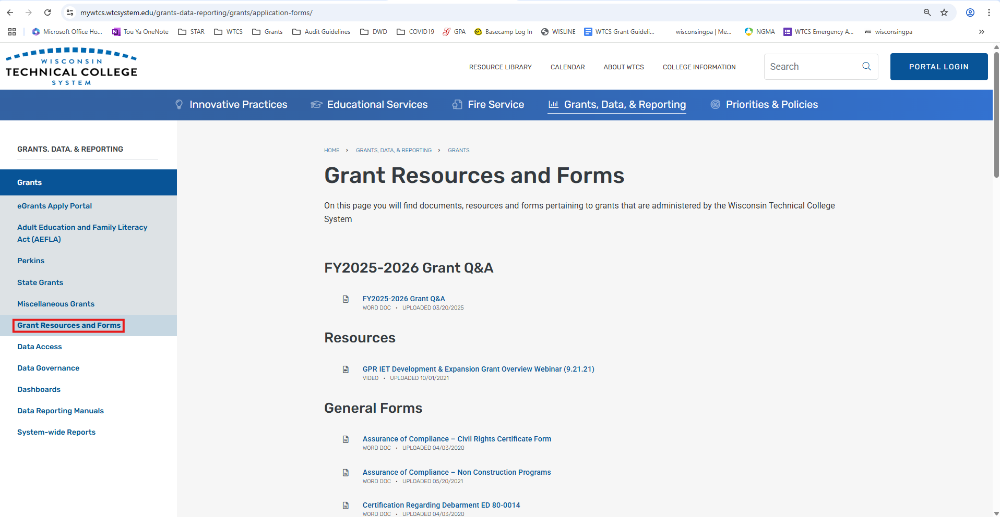 mywtcs.wtcsystem.edu/grants-data-reporting/grants/application-forms/
Microsoft Office Ho... Tou Ya OneNote STAR WTCS Grants Audit Guidelines DWD COVID19 GPA Basecamp Log In WISLINE WTCS Grant Guideli... wisconsingpa | Me... NGMA WTCS Emergency A... WIX wisconsingpa
WISCONSIN
TECHNICAL COLLEGE
SYSTEM
RESOURCE LIBRARY CALENDAR ABOUT WTCS COLLEGE INFORMATION Search PORTAL LOGIN
Innovative Practices Educational Services Fire Service Grants, Data, & Reporting Priorities & Policies
GRANTS, DATA, & REPORTING
Grants
eGrants Apply Portal
Adult Education and Family Literacy
Act (AEFLA)
Perkins
State Grants
Miscellaneous Grants
Grant Resources and Forms
Data Access
Data Governance
Dashboards
Data Reporting Manuals
System-wide Reports
HOME › GRANTS, DATA, & REPORTING › GRANTS
Grant Resources and Forms
On this page you will find documents, resources and forms pertaining to grants that are administered by the Wisconsin Technical College
System
FY2025-2026 Grant Q&A
FY2025-2026 Grant Q&A
WORD DOC • UPLOADED 03/20/2025
Resources
GPR IET Development & Expansion Grant Overview Webinar (9.21.21)
VIDEO • UPLOADED 10/01/2021
General Forms
Assurance of Compliance – Civil Rights Certificate Form
WORD DOC • UPLOADED 04/03/2020
Assurance of Compliance – Non Construction Programs
WORD DOC • UPLOADED 05/20/2021
Certification Regarding Debarment ED 80-0014
WORD DOC • UPLOADED 04/03/2020